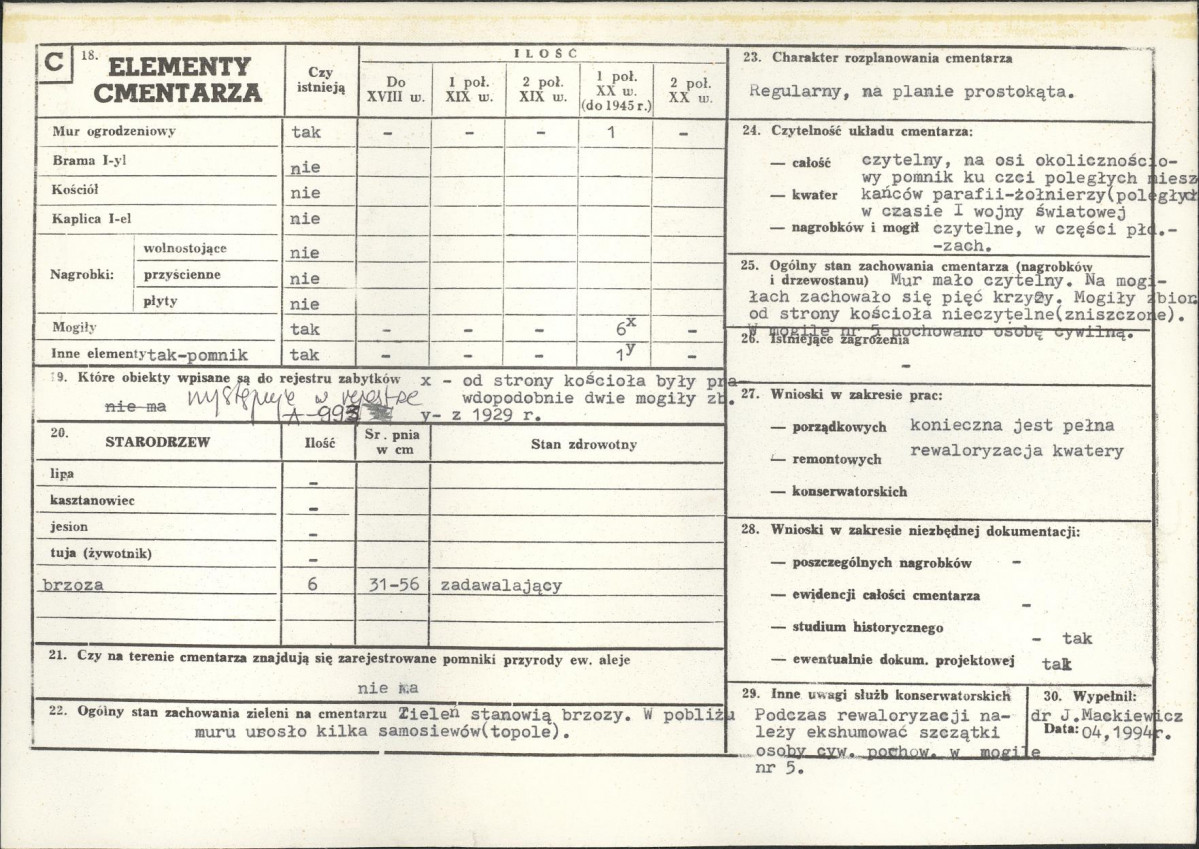 C 18. ELEMENTY CMENTARZA
Czy istnieją
ILOŚĆ
Do XVIII w.
1 poł. XIX w.
2 poł. XIX w.
1 poł. XX w. (do 1945 r.)
2 poł. XX w.
Mur ogrodzeniowy tak - - - 1 -
Brama I-yl nie
Kościół nie
Kaplica I-el nie
Nagrobki:
wolnostojące nie
przyścienne nie
płyty nie
Mogiły tak - - - 6x -
Inne elementy tak-pomnik tak - - - 1y -
19. Które obiekty wpisane są do rejestru zabytków x - od strony kościoła były pra-
wdopodobnie dwie mogiły zb.
nie ma występuje w rejestrze
A-993 y- z 1929 r.
20. STARODRZEW Ilość Sr. pnia w cm Stan zdrowotny
lipa -
kasztanowiec -
jesion -
tuja (żywotnik) -
brzoza 6 31-56 zadawalający
21. Czy na terenie cmentarza znajdują się zarejestrowane pomniki przyrody ew. aleje
nie ma
22. Ogólny stan zachowania zieleni na cmentarzu Zieleń stanowią brzozy. W pobliżu
muru urosło kilka samosiewów(topole).
23. Charakter rozplanowania cmentarza
Regularny, na planie prostokąta.
24. Czytelność układu cmentarza:
— całość czytelny, na osi okolicznościo-
wy pomnik ku czci poległych miesz
— kwater kańców parafii-żołnierzy(poległych
w czasie I wojny światowej
— nagrobków i mogił czytelne, w części płd.-
-zach.
25. Ogólny stan zachowania cmentarza (nagrobków
i drzewostanu) Mur mało czytelny. Na mogi-
łach zachowało się pięć krzyży. Mogiły zbior
od strony kościoła nieczytelne(zniszczone).
W mogile nr 5 pochowano osobę cywilną.
26. Istniejące zagrożenia
-
27. Wnioski w zakresie prac:
— porządkowych konieczna jest pełna
rewaloryzacja kwatery
— remontowych
— konserwatorskich
28. Wnioski w zakresie niezbędnej dokumentacji:
— poszczególnych nagrobków -
— ewidencji całości cmentarza -
— studium historycznego
- tak
— ewentualnie dokum. projektowej tak
29. Inne uwagi służb konserwatorskich
Podczas rewaloryzacji na-
leży ekshumować szczątki
osoby cyw. pochow. w mogile
nr 5.
30. Wypełnił:
dr J.Mackiewicz
Data: 04,1994r.